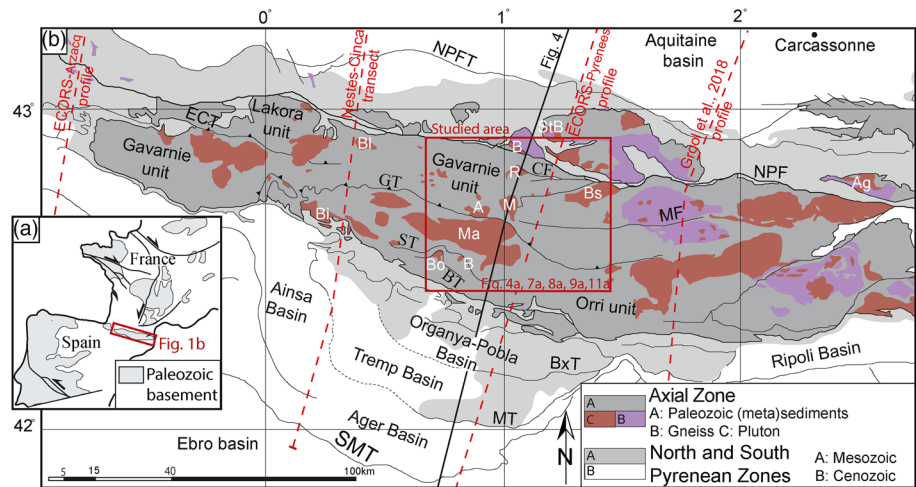 (b)
0°
1°
2°
43°
42°
ECORS-Arzacq
profile
Nestes-Cinca
transect
NPFT
Fig. 4
ECORS-Pyrenees
profile
Aquitaine
basin
Carcassonne
Grool et al., 2018
profile
Lakora
unit
ECT
Gavarnie
unit
Studied area
StB
B
Bl
R
CF
Gavarnie
unit
GT
A
M
Bs
NPF
Ag
MF
Bi
Ma
ST
Bo
B
BT
Fig. 4a, 7a, 8a, 9a,11a
Orri unit
(a)
France
Spain
Fig. 1b
Paleozoic
basement
Ainsa
Basin
Organya-Pobla
Basin
Tremp Basin
BxT
Ripoli Basin
MT
Ager Basin
Ebro basin
SMT
N
5
15
40
100km
A
Axial Zone
C
B
A: Paleozoic (meta)sediments
B: Gneiss C: Pluton
A
North and South
A: Mesozoic
B
Pyrenean Zones
B: Cenozoic